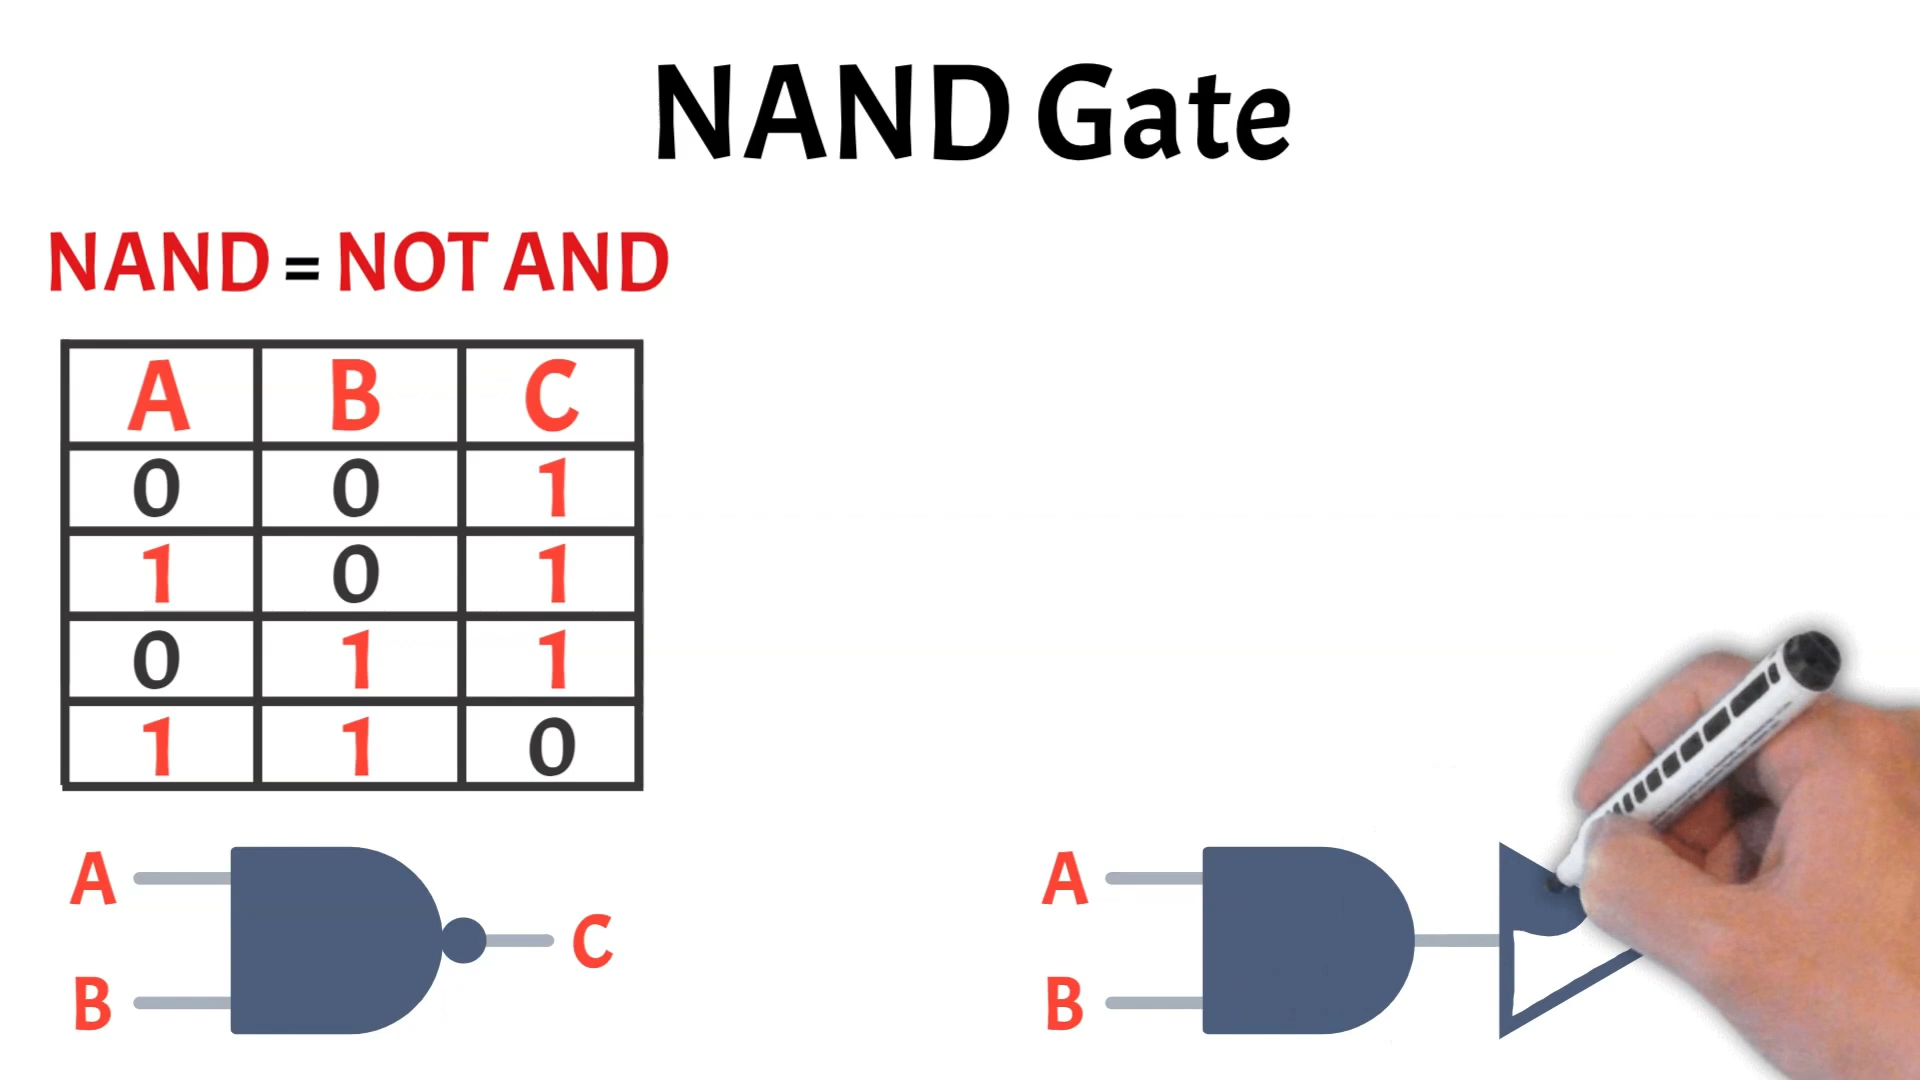 NAND Gate
NAND = NOT AND
A B C
0 0 1
1 0 1
0 1 1
1 1 0
A
B
C
A
B